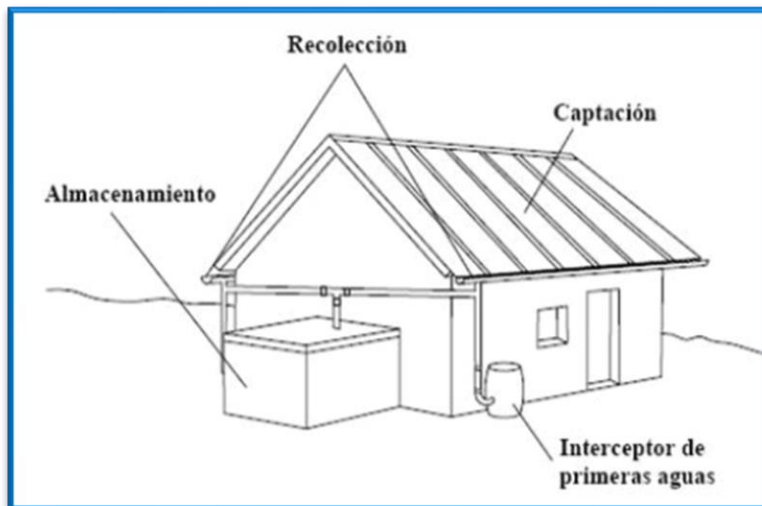 Recolección
Captación
Almacenamiento
Interceptor de
primeras aguas